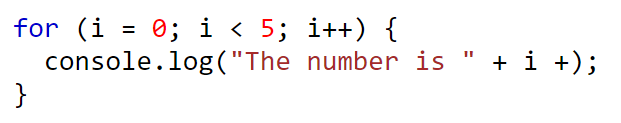 for (i = 0; i < 5; i++) {
  console.log("The number is " + i +);
}